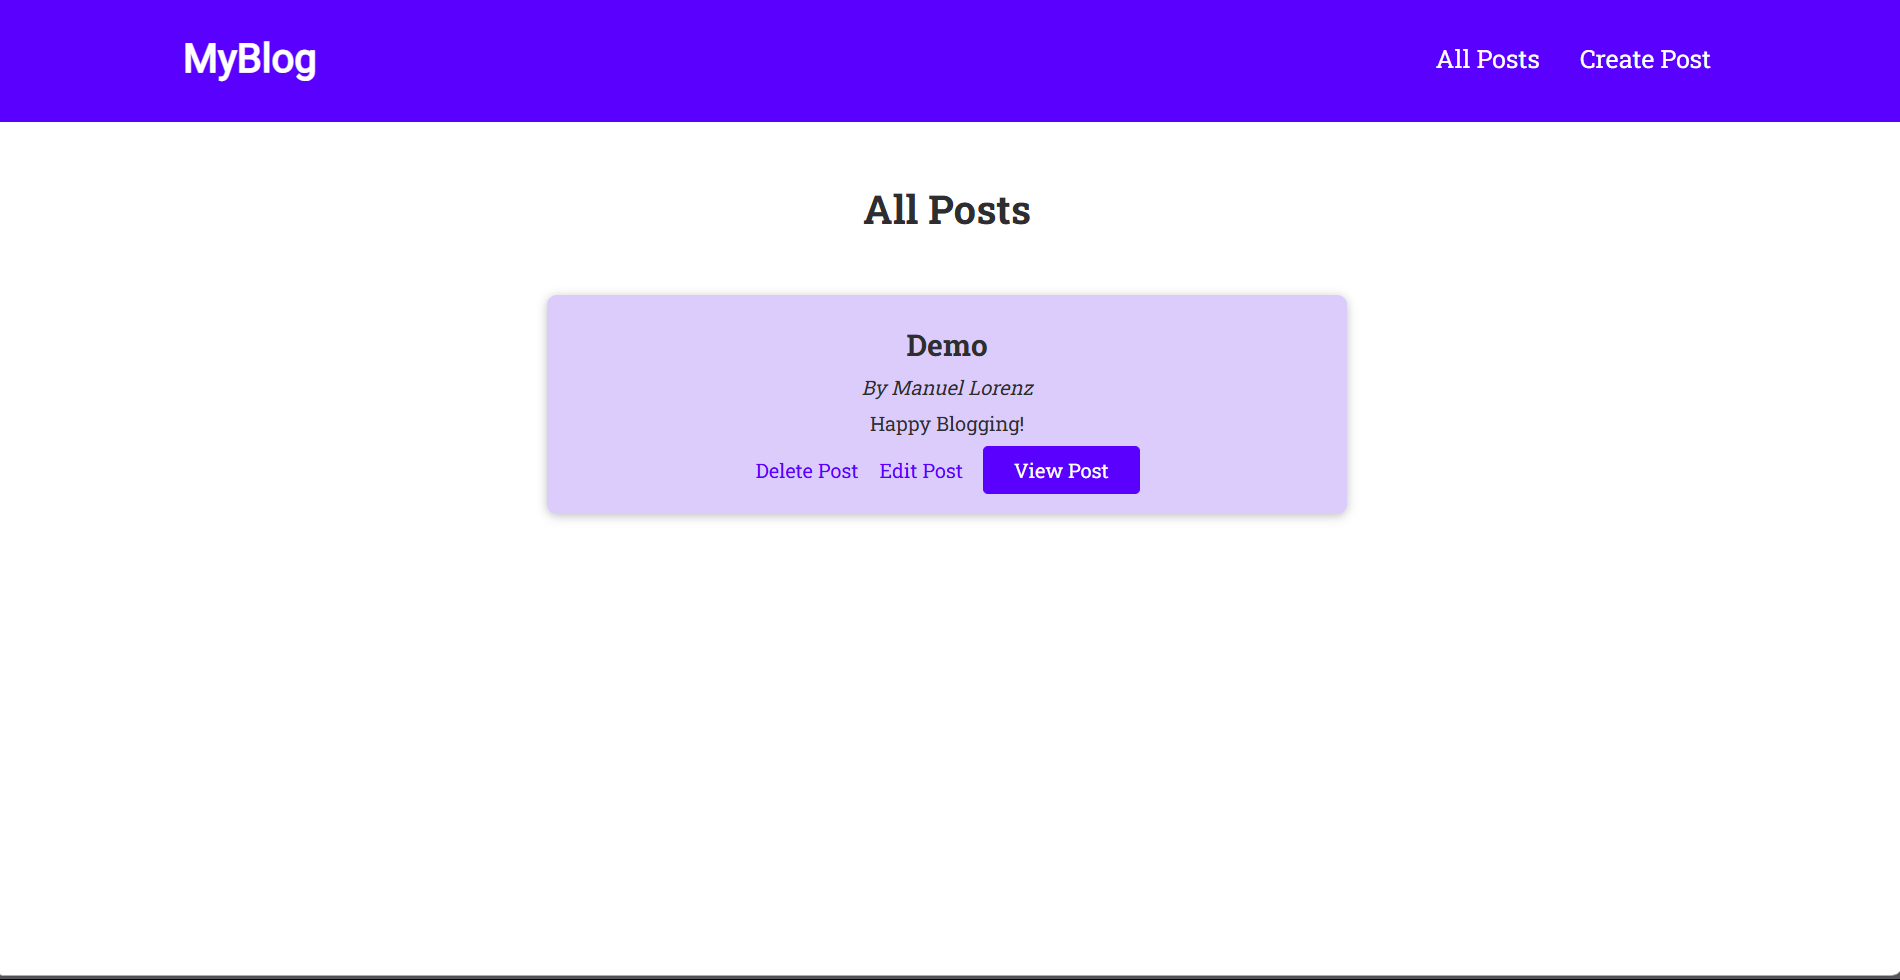 MyBlog
All Posts Create Post
All Posts
Demo
By Manuel Lorenz
Happy Blogging!
Delete Post Edit Post View Post